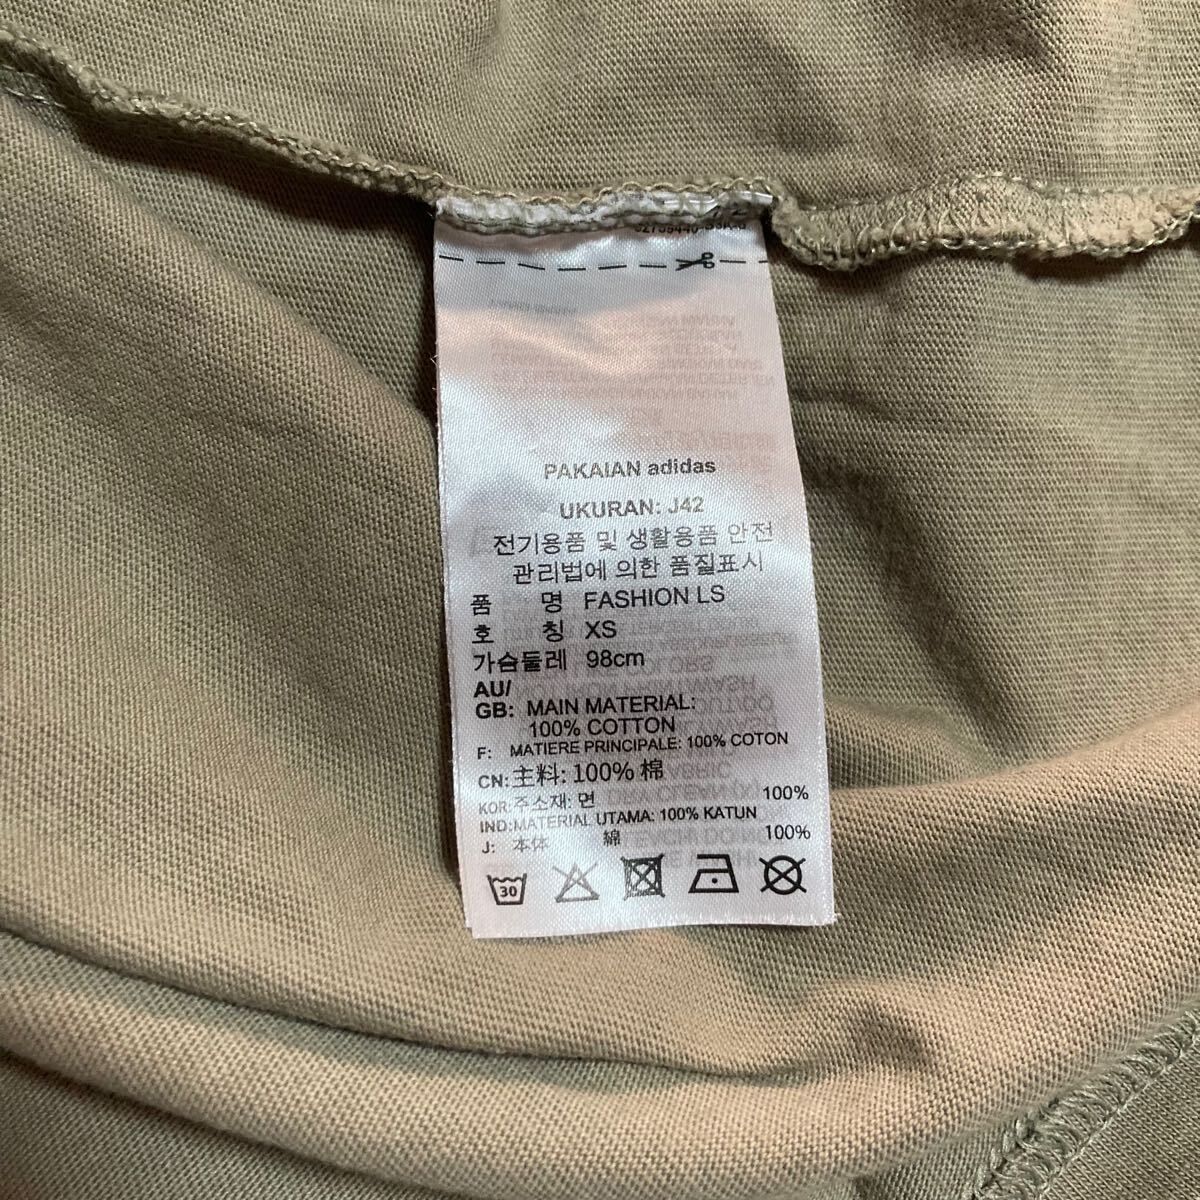 PAKAIAN adidas
UKURAN: J42
전기용품 및 생활용품 안전
관리법에 의한 품질표시
품 명 FASHION LS
호 칭 XS
가슴둘레 98cm
AU/
GB: MAIN MATERIAL:
100% COTTON
F: MATIERE PRINCIPALE: 100% COTON
CN: 主料: 100% 棉
KOR: 주소재: 면 100%
IND: MATERIAL UTAMA: 100% KATUN
J: 本体 綿 100%
30